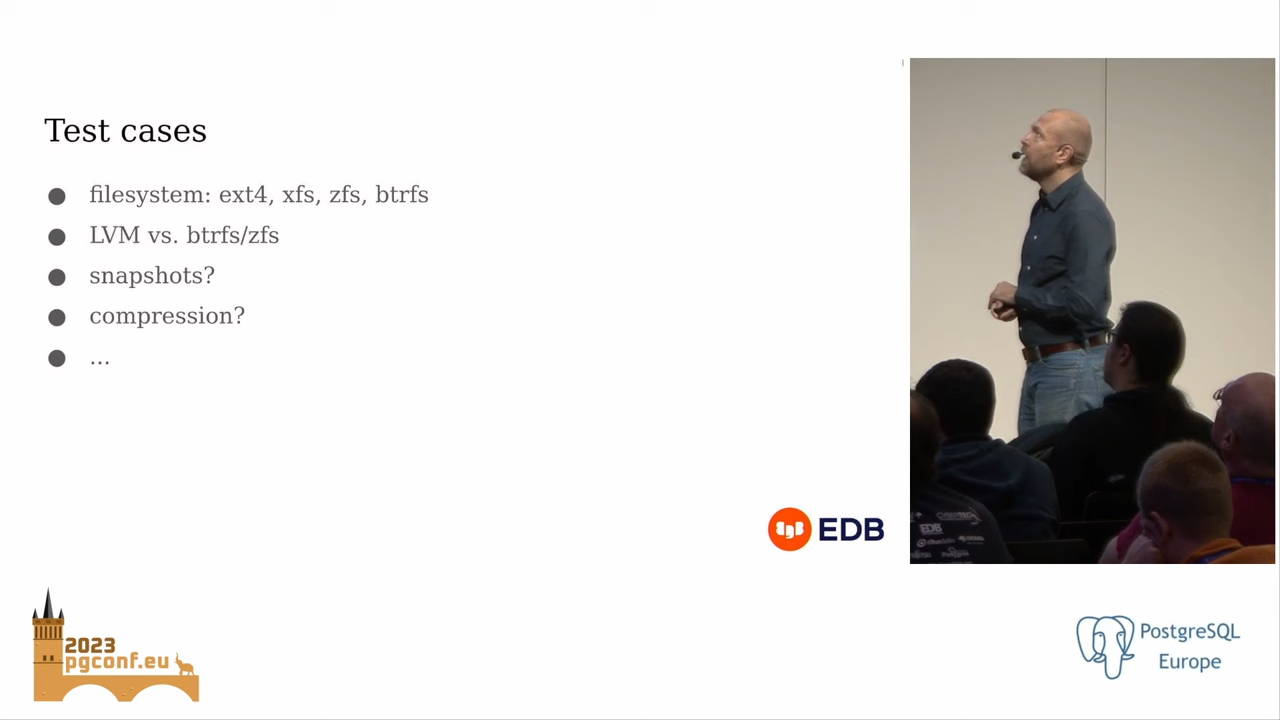 Test cases
● filesystem: ext4, xfs, zfs, btrfs
● LVM vs. btrfs/zfs
● snapshots?
● compression?
● ...
EDB
EDB
2023
pgconf.eu
PostgreSQL
Europe